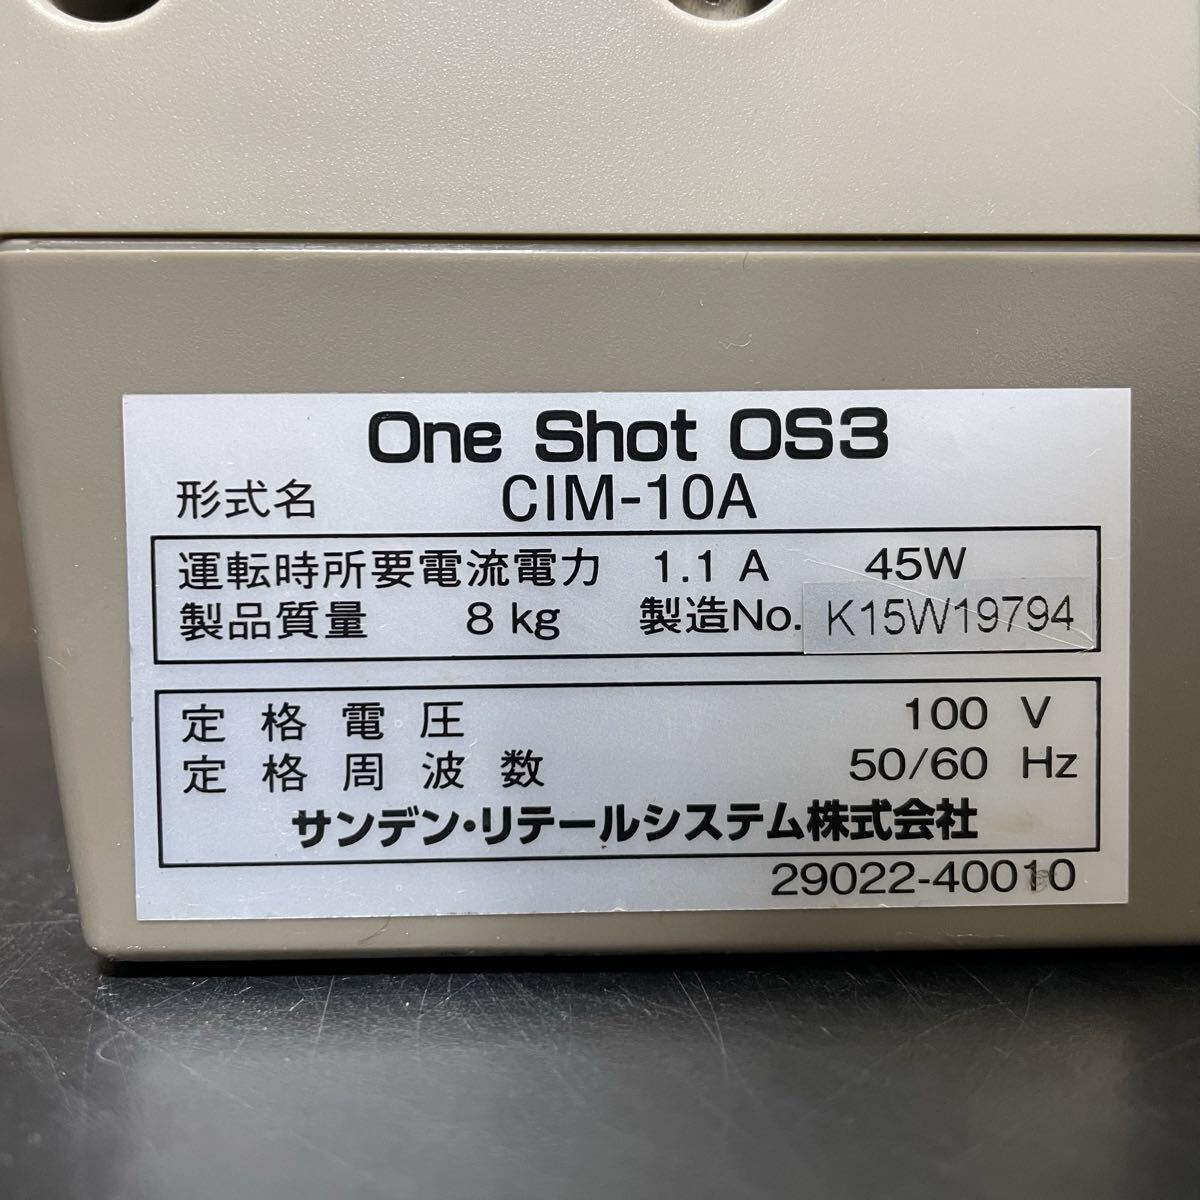 One Shot OS3
形式名 CIM-10A
運転時所要電流電力 1.1 A 45W
製品質量 8 kg 製造No. K15W19794
定格電圧 100 V
定格周波数 50/60 Hz
サンデン・リテールシステム株式会社
29022-40010